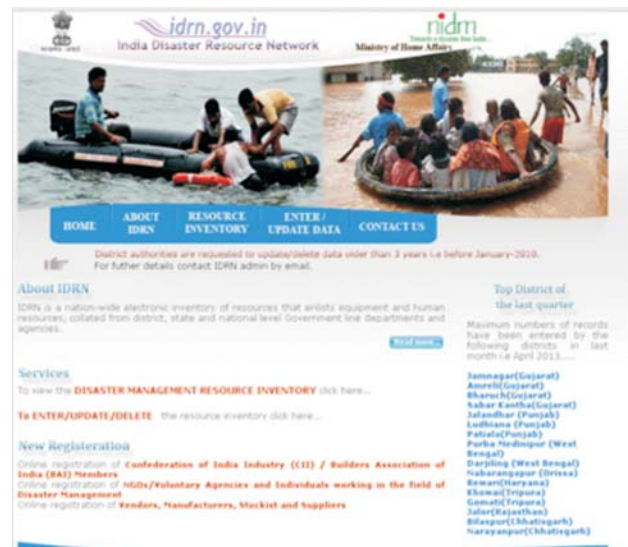 idrn.gov.in
India Disaster Resource Network
nidm
Ministry of Home Affairs
HOME
ABOUT IDRN
RESOURCE INVENTORY
ENTER / UPDATE DATA
CONTACT US
District authorities are requested to update/delete data older than 3 years i.e before January-2010.
For futher details contact IDRN admin by email.
About IDRN
IDRN is a nation-wide electronic inventory of resources that enlists equipment and human
resources, collated from district, state and national level Government line departments and
agencies.
Read more...
Services
To view the DISASTER MANAGEMENT RESOURCE INVENTORY click here...
To ENTER/UPDATE/DELETE the resource inventory click here...
New Registeration
Online registration of Confederation of India Industry (CII) / Builders Association of
India (BAI) Members
Online registration of NGOs/Voluntary Agencies and Individuals working in the field of
Disaster Management
Online registration of Vendors, Manufacturers, Stockist and Suppliers
Top District of
the last quarter
Maximum numbers of records
have been entered by the
following districts in last
month i.e April 2013.....
Jamnagar(Gujarat)
Amreli(Gujarat)
Bharuch(Gujarat)
Sabar Kantha(Gujarat)
Jalandhar (Punjab)
Ludhiana (Punjab)
Patiala(Punjab)
Purba Medinipur (West
Bengal)
Darjiling (West Bengal)
Nabarangapur (Orissa)
Rewari(Haryana)
Khowai(Tripura)
Gomati(Tripura)
Jalor(Rajasthan)
Bilaspur(Chhatisgarh)
Narayanpur(Chhatisgarh)